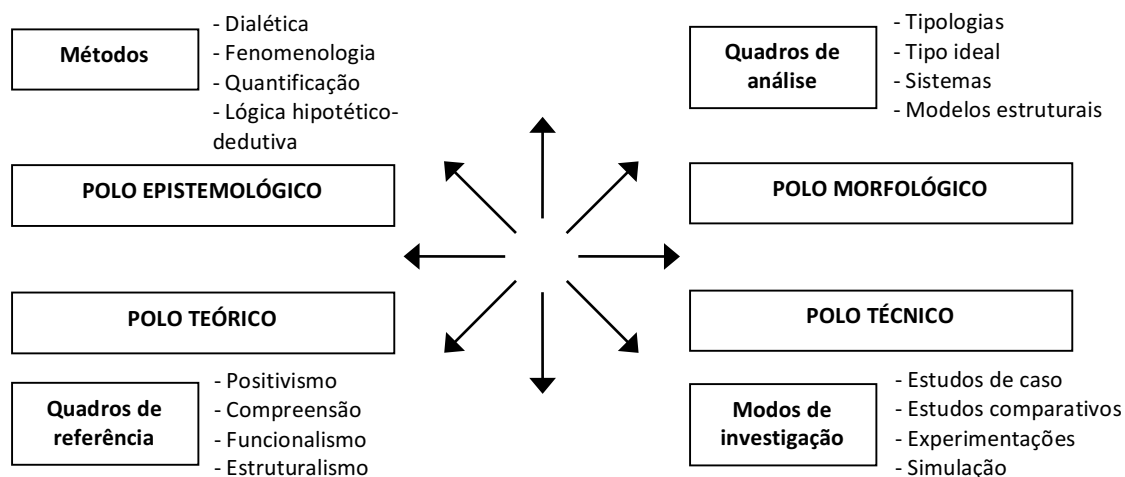 Métodos
- Dialética
- Fenomenologia
- Quantificação
- Lógica hipotético-
dedutiva
Quadros de
análise
- Tipologias
- Tipo ideal
- Sistemas
- Modelos estruturais
POLO EPISTEMOLÓGICO
POLO MORFOLÓGICO
POLO TEÓRICO
POLO TÉCNICO
Quadros de
referência
- Positivismo
- Compreensão
- Funcionalismo
- Estruturalismo
Modos de
investigação
- Estudos de caso
- Estudos comparativos
- Experimentações
- Simulação